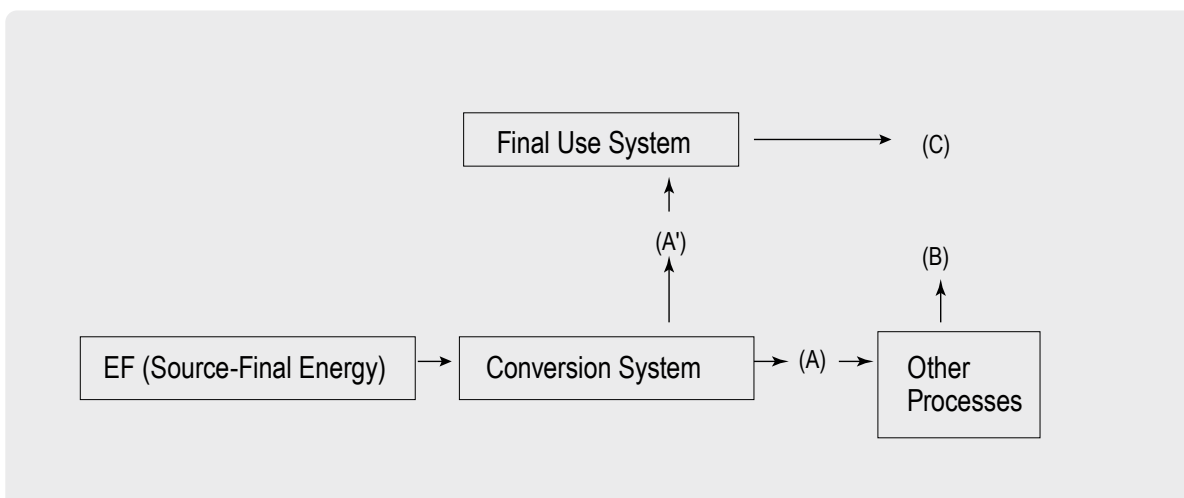 Final Use System
(C)
(A')
(B)
EF (Source-Final Energy)
Conversion System
(A)
Other
Processes